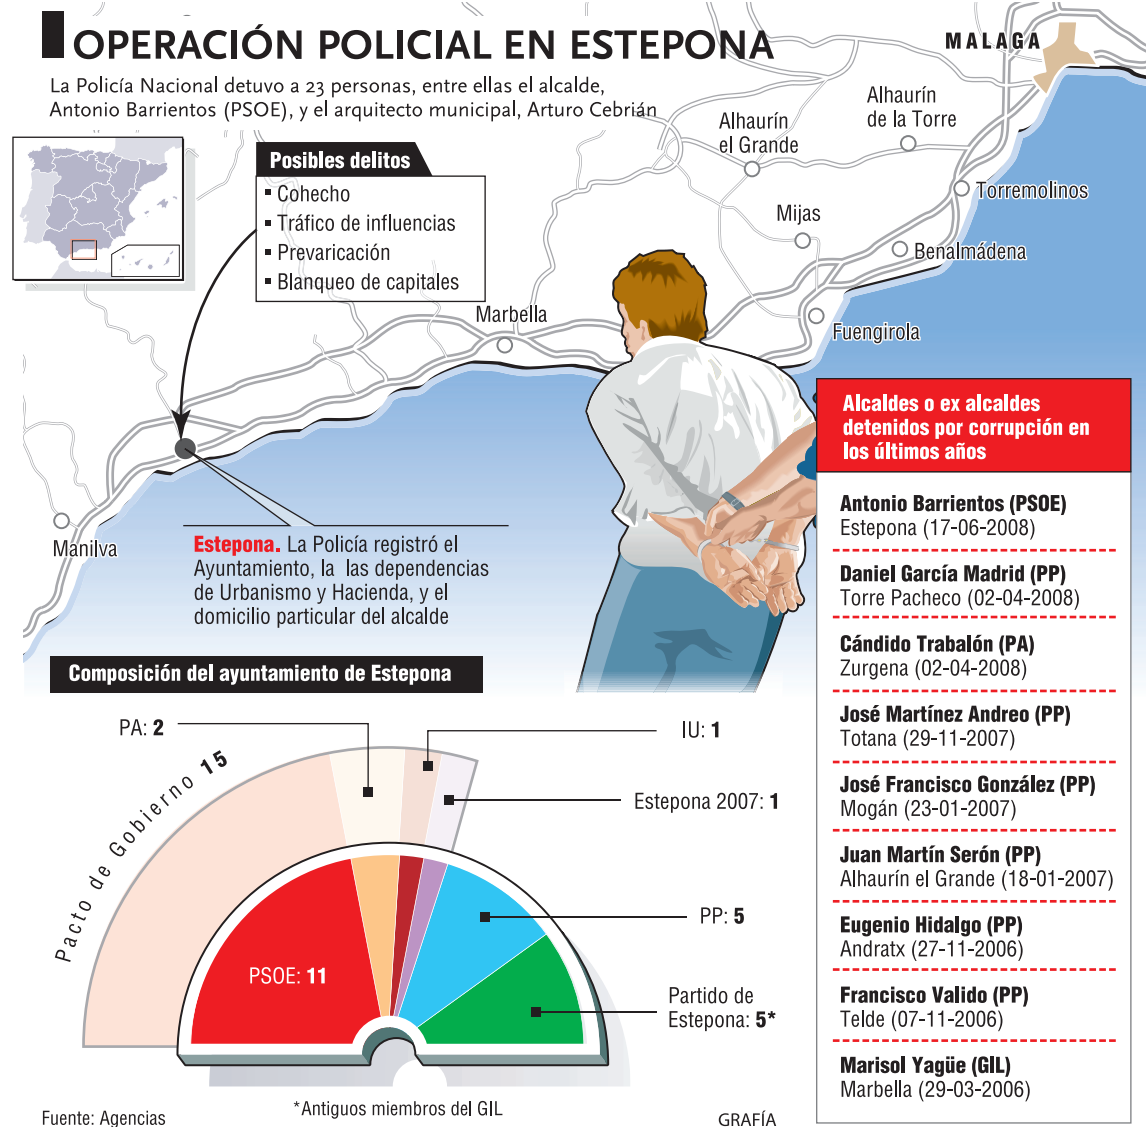 OPERACIÓN POLICIAL EN ESTEPONA
La Policía Nacional detuvo a 23 personas, entre ellas el alcalde,
Antonio Barrientos (PSOE), y el arquitecto municipal, Arturo Cebrián
MALAGA
Alhaurín
de la Torre
Alhaurín
el Grande
Torremolinos
Mijas
Benalmádena
Fuengirola
Marbella
Manilva
Posibles delitos
▪ Cohecho
▪ Tráfico de influencias
▪ Prevaricación
▪ Blanqueo de capitales
Estepona. La Policía registró el
Ayuntamiento, la las dependencias
de Urbanismo y Hacienda, y el
domicilio particular del alcalde
Composición del ayuntamiento de Estepona
Pacto de Gobierno 15
PA: 2
IU: 1
Estepona 2007: 1
PP: 5
Partido de
Estepona: 5*
PSOE: 11
*Antiguos miembros del GIL
Fuente: Agencias
GRAFÍA
Alcaldes o ex alcaldes
detenidos por corrupción en
los últimos años
Antonio Barrientos (PSOE)
Estepona (17-06-2008)
Daniel García Madrid (PP)
Torre Pacheco (02-04-2008)
Cándido Trabalón (PA)
Zurgena (02-04-2008)
José Martínez Andreo (PP)
Totana (29-11-2007)
José Francisco González (PP)
Mogán (23-01-2007)
Juan Martín Serón (PP)
Alhaurín el Grande (18-01-2007)
Eugenio Hidalgo (PP)
Andratx (27-11-2006)
Francisco Valido (PP)
Telde (07-11-2006)
Marisol Yagüe (GIL)
Marbella (29-03-2006)